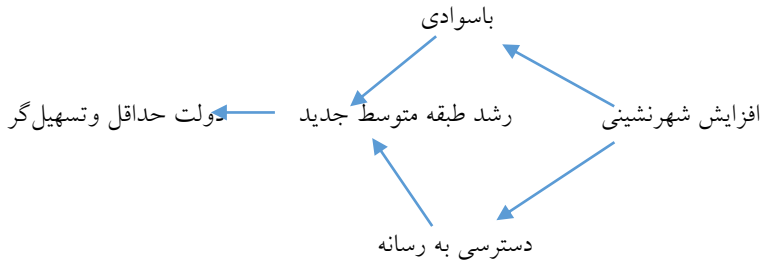 باسوادی
افزایش شهرنشینی رشد طبقه متوسط جدید دولت حداقل وتسهیل‌گر
دسترسی به رسانه